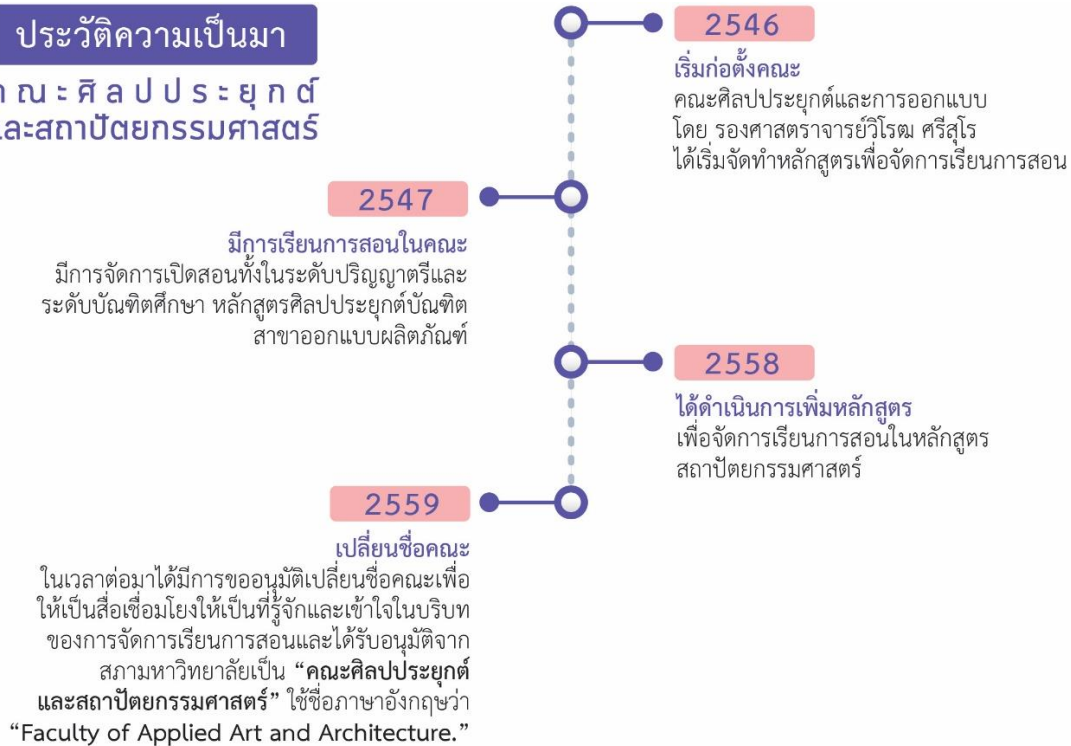 ประวัติความเป็นมา
คณะศิลปประยุกต์
และสถาปัตยกรรมศาสตร์
2546
เริ่มก่อตั้งคณะ
คณะศิลปประยุกต์และการออกแบบ
โดย รองศาสตราจารย์วิโรฒ ศรีสุโร
ได้เริ่มจัดทำหลักสูตรเพื่อจัดการเรียนการสอน
2547
มีการเรียนการสอนในคณะ
มีการจัดการเปิดสอนทั้งในระดับปริญญาตรีและ
ระดับบัณฑิตศึกษา หลักสูตรศิลปประยุกต์บัณฑิต
สาขาออกแบบผลิตภัณฑ์
2558
ได้ดำเนินการเพิ่มหลักสูตร
เพื่อจัดการเรียนการสอนในหลักสูตร
สถาปัตยกรรมศาสตร์
2559
เปลี่ยนชื่อคณะ
ในเวลาต่อมาได้มีการขออนุมัติเปลี่ยนชื่อคณะเพื่อ
ให้เป็นสื่อเชื่อมโยงให้เป็นที่รู้จักและเข้าใจในบริบท
ของการจัดการเรียนการสอนและได้รับอนุมัติจาก
สภามหาวิทยาลัยเป็น “คณะศิลปประยุกต์
และสถาปัตยกรรมศาสตร์” ใช้ชื่อภาษาอังกฤษว่า
“Faculty of Applied Art and Architecture.”